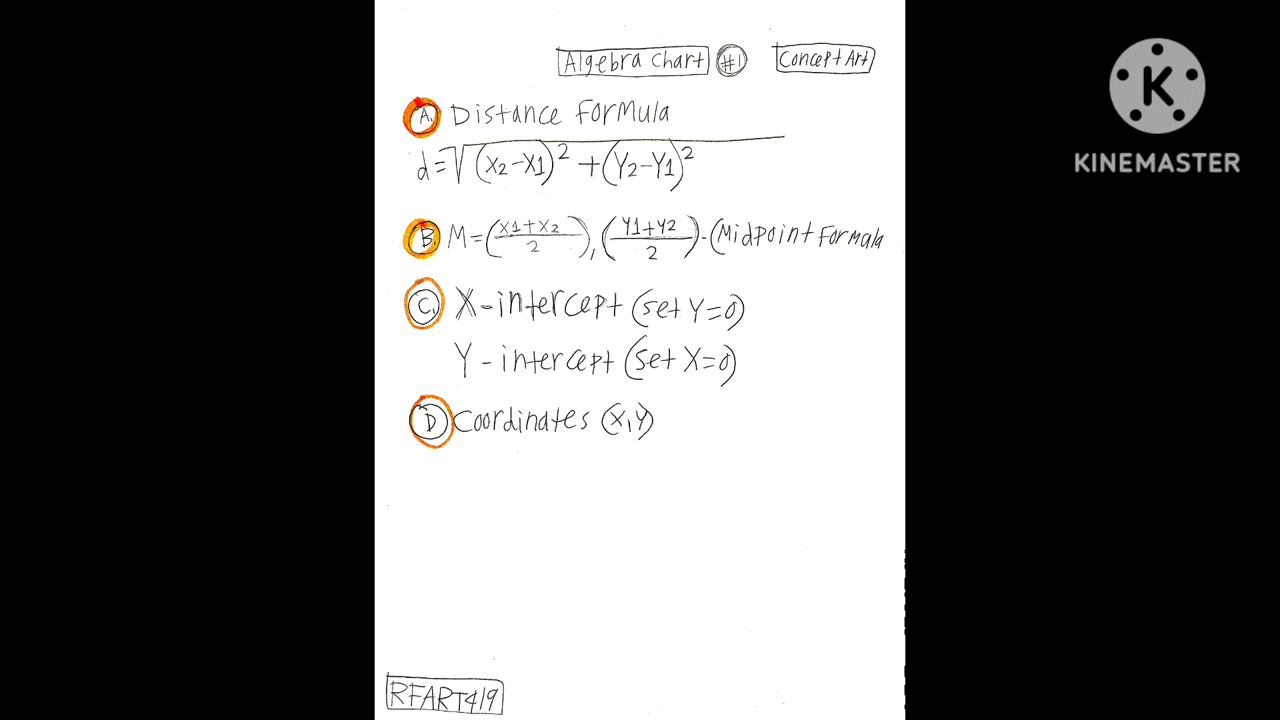 Algebra Chart #1 Concept Art
A. Distance Formula
d=√(X2-X1)² + (Y2-Y1)²
B. M=(X1+X2/2), (Y1+Y2/2) - (Midpoint Formala
C. X-intercept (set Y=0)
Y-intercept (set X=0)
D Coordinates (X,Y)
RFART419
K
KINEMASTER